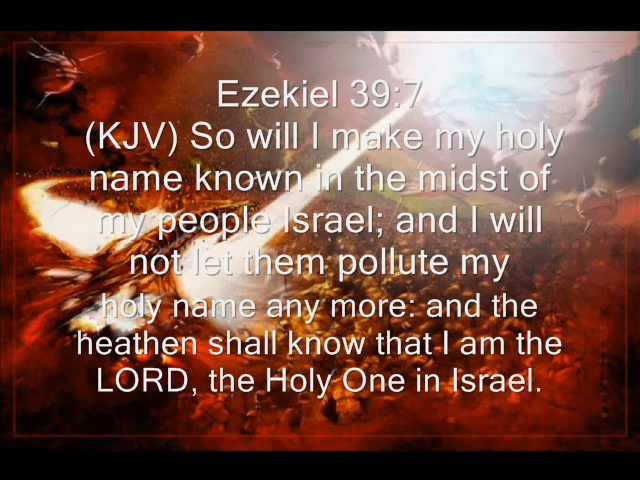 Ezekiel 39:7
(KJV) So will I make my holy
name known in the midst of
my people Israel; and I will
not let them pollute my
holy name any more: and the
heathen shall know that I am the
LORD, the Holy One in Israel.